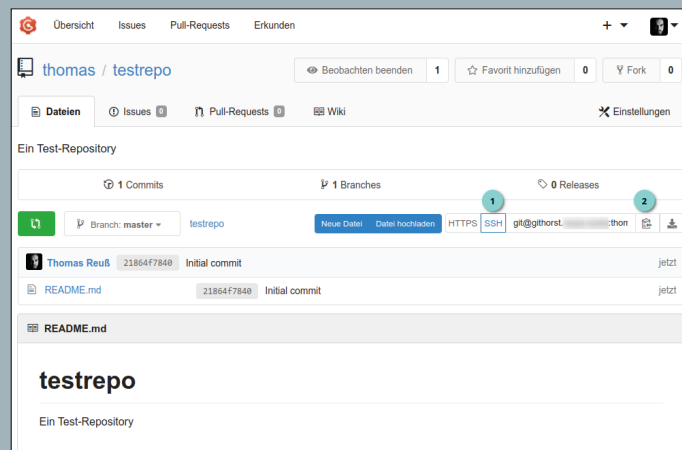 Übersicht Issues Pull-Requests Erkunden
thomas / testrepo
Beobachten beenden 1 Favorit hinzufügen 0 Fork 0
Dateien Issues 0 Pull-Requests 0 Wiki Einstellungen
Ein Test-Repository
1 Commits 1 Branches 0 Releases
1 2
Branch: master testrepo Neue Datei Datei hochladen HTTPS SSH git@githorst. :thom
Thomas Reuß 21864f7840 Initial commit jetzt
README.md 21864f7840 Initial commit jetzt
README.md
testrepo
Ein Test-Repository